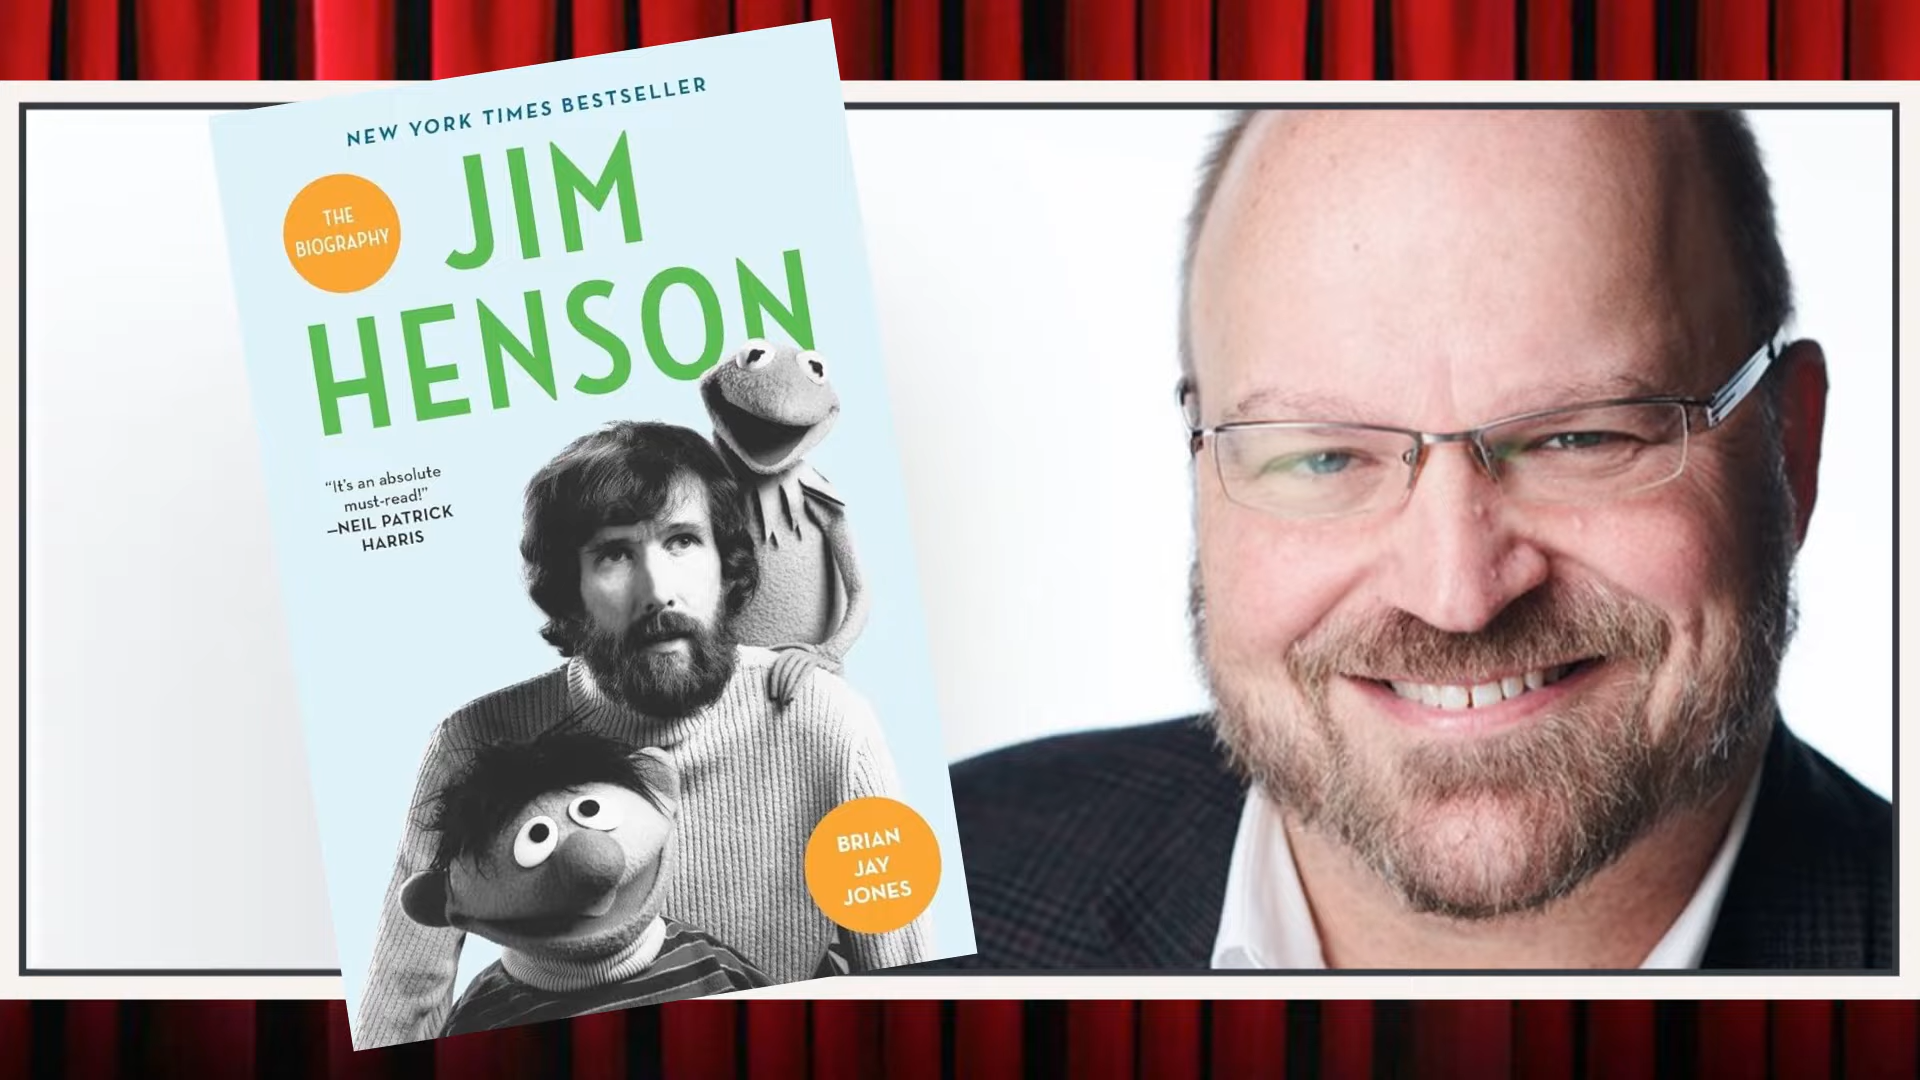 NEW YORK TIMES BESTSELLER
THE
BIOGRAPHY
JIM
HENSON
“It’s an absolute
must-read!”
—NEIL PATRICK
HARRIS
BRIAN
JAY
JONES